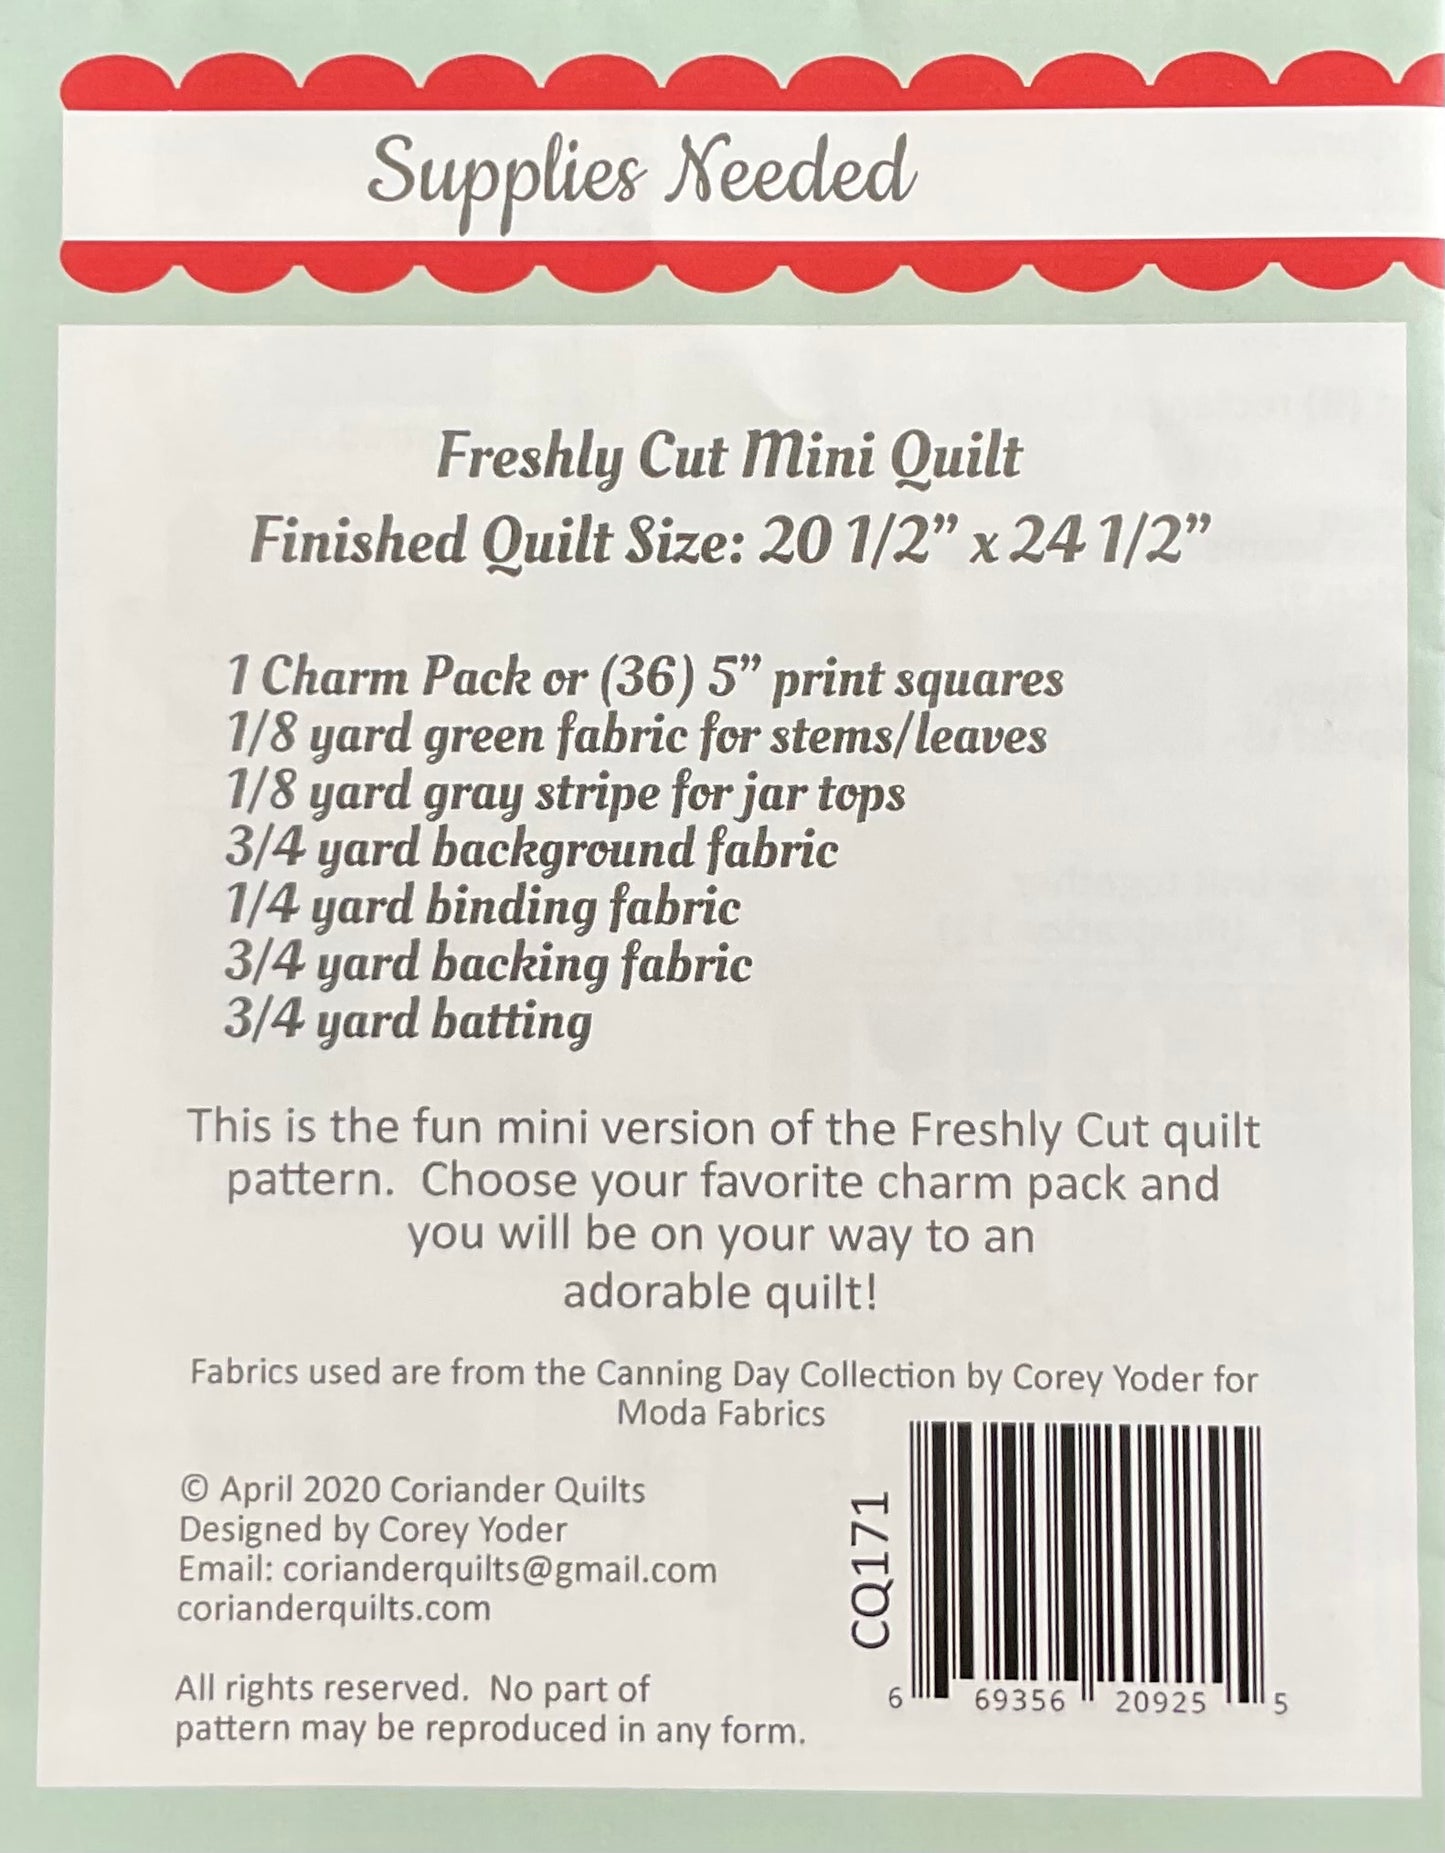 Supplies Needed
Freshly Cut Mini Quilt
Finished Quilt Size: 20 1/2” x 24 1/2”
1 Charm Pack or (36) 5” print squares
1/8 yard green fabric for stems/leaves
1/8 yard gray stripe for jar tops
3/4 yard background fabric
1/4 yard binding fabric
3/4 yard backing fabric
3/4 yard batting
This is the fun mini version of the Freshly Cut quilt
pattern.  Choose your favorite charm pack and
you will be on your way to an
adorable quilt!
Fabrics used are from the Canning Day Collection by Corey Yoder for
Moda Fabrics
© April 2020 Coriander Quilts
Designed by Corey Yoder
Email: corianderquilts@gmail.com
corianderquilts.com
All rights reserved.  No part of
pattern may be reproduced in any form.
CQ171
6 69356 20925 5